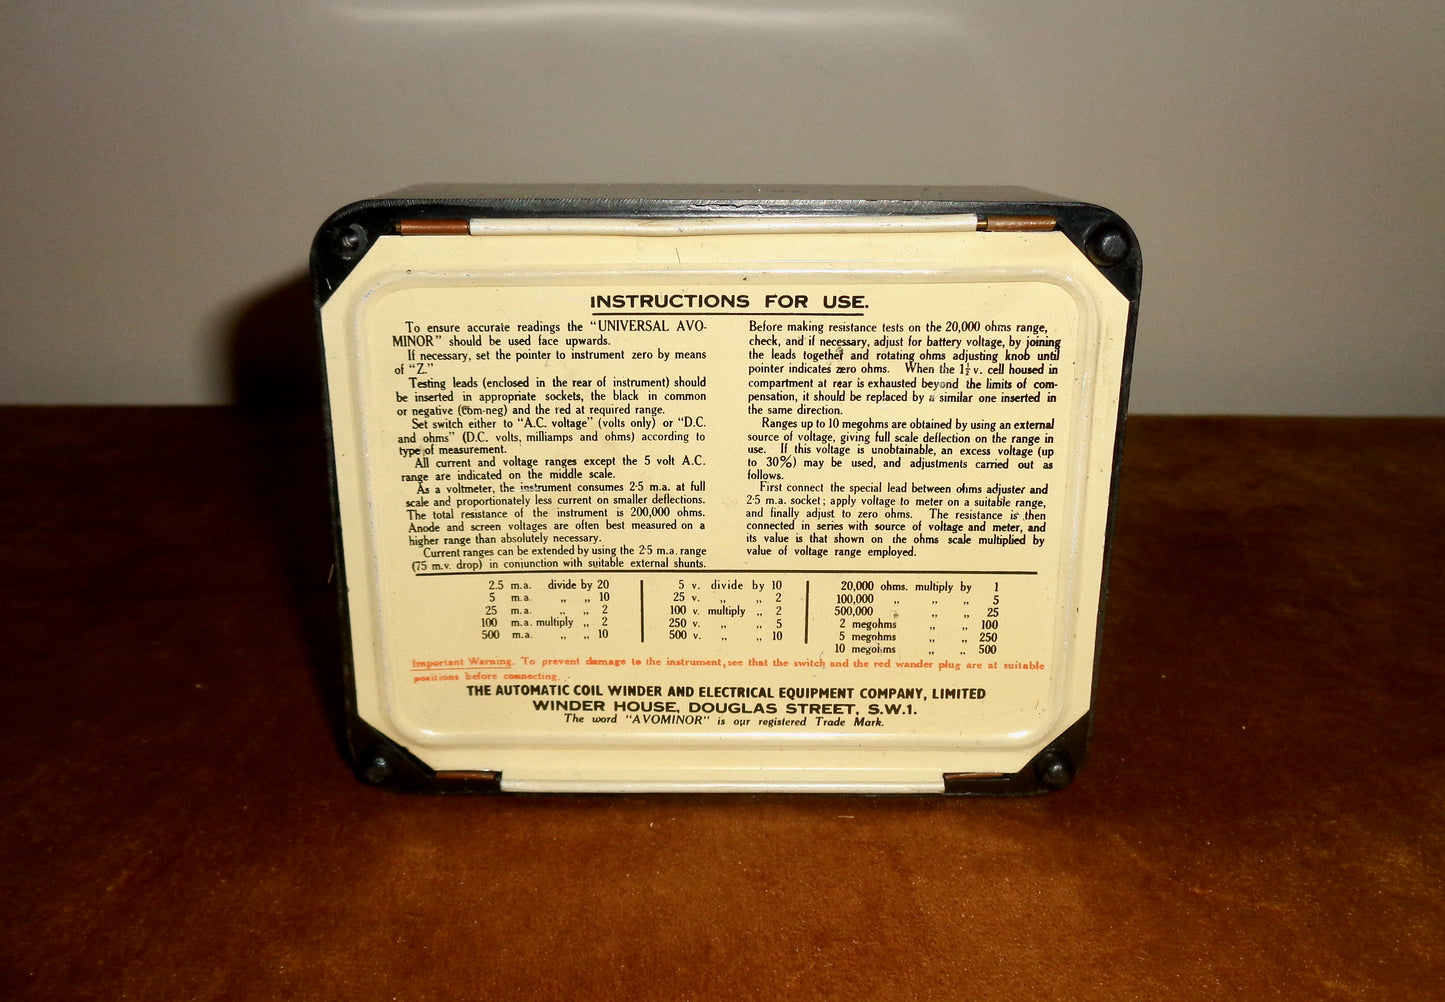 INSTRUCTIONS FOR USE.
To ensure accurate readings the "UNIVERSAL AVO-
MINOR" should be used face upwards.
If necessary, set the pointer to instrument zero by means
of "Z."
Testing leads (enclosed in the rear of instrument) should
be inserted in appropriate sockets, the black in common
or negative (com-neg) and the red at required range.
Set switch either to "A.C. voltage" (volts only) or "D.C.
and ohms" (D.C. volts, milliamps and ohms) according to
type of measurement.
All current and voltage ranges except the 5 volt A.C.
range are indicated on the middle scale.
As a voltmeter, the instrument consumes 2·5 m.a. at full
scale and proportionately less current on smaller deflections.
The total resistance of the instrument is 200,000 ohms.
Anode and screen voltages are often best measured on a
higher range than absolutely necessary.
Current ranges can be extended by using the 2·5 m.a. range
(75 m.v. drop) in conjunction with suitable external shunts.
Before making resistance tests on the 20,000 ohms range,
check, and if necessary, adjust for battery voltage, by joining
the leads together and rotating ohms adjusting knob until
pointer indicates zero ohms. When the 1½ v. cell housed in
compartment at rear is exhausted beyond the limits of com-
pensation, it should be replaced by a similar one inserted in
the same direction.
Ranges up to 10 megohms are obtained by using an external
source of voltage, giving full scale deflection on the range in
use. If this voltage is unobtainable, an excess voltage (up
to 30%) may be used, and adjustments carried out as
follows.
First connect the special lead between ohms adjuster and
2·5 m.a. socket; apply voltage to meter on a suitable range,
and finally adjust to zero ohms. The resistance is then
connected in series with source of voltage and meter, and
its value is that shown on the ohms scale multiplied by
value of voltage range employed.
2.5 m.a. divide by 20
5 m.a. „ „ 10
25 m.a. „ „ 2
100 m.a. multiply „ 2
500 m.a. „ „ 10
5 v. divide by 10
25 v. „ „ 2
100 v. multiply „ 2
250 v. „ „ 5
500 v. „ „ 10
20,000 ohms. multiply by 1
100,000 „ „ „ 5
500,000 „ „ „ 25
2 megohms „ „ 100
5 megohms „ „ 250
10 megohms „ „ 500
Important Warning. To prevent damage to the instrument, see that the switch and the red wander plug are at suitable
positions before connecting.
THE AUTOMATIC COIL WINDER AND ELECTRICAL EQUIPMENT COMPANY, LIMITED
WINDER HOUSE, DOUGLAS STREET, S.W.1.
The word "AVOMINOR" is our registered Trade Mark.